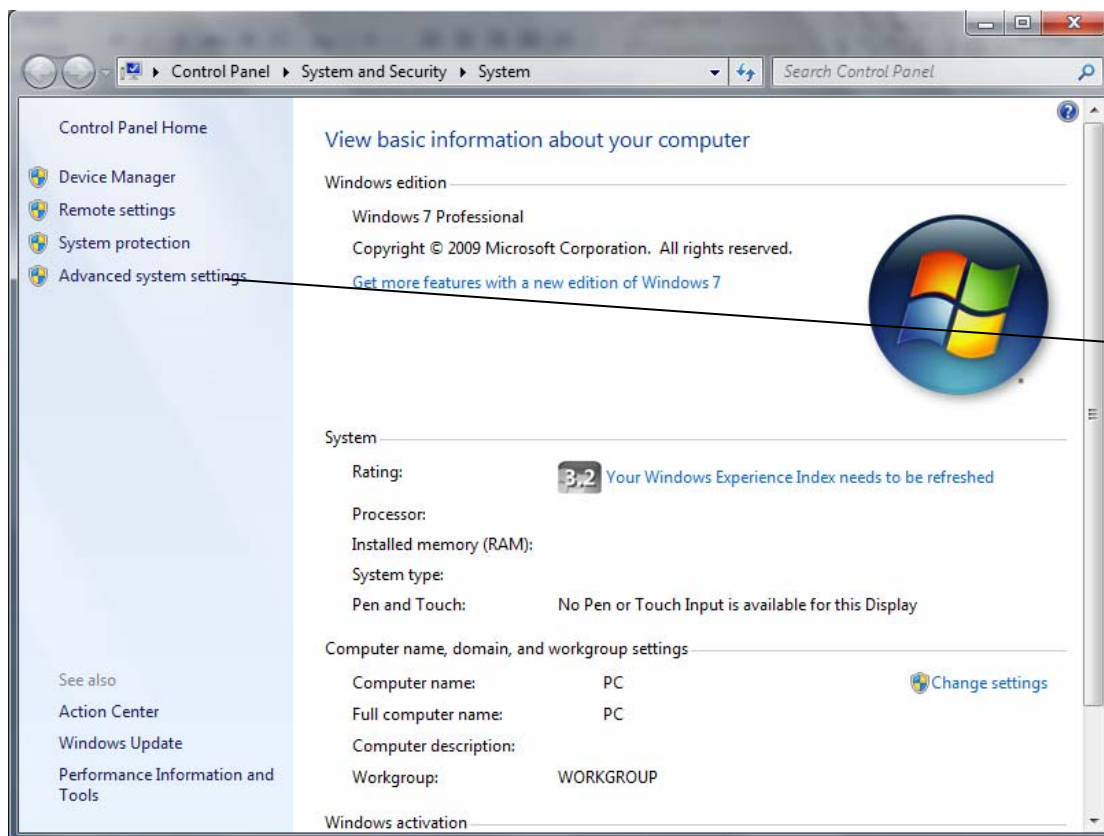 Control Panel ▸ System and Security ▸ System
Search Control Panel
Control Panel Home
Device Manager
Remote settings
System protection
Advanced system settings
See also
Action Center
Windows Update
Performance Information and
Tools
View basic information about your computer
Windows edition
Windows 7 Professional
Copyright © 2009 Microsoft Corporation. All rights reserved.
Get more features with a new edition of Windows 7
System
Rating:
3,2 Your Windows Experience Index needs to be refreshed
Processor:
Installed memory (RAM):
System type:
Pen and Touch: No Pen or Touch Input is available for this Display
Computer name, domain, and workgroup settings
Computer name: PC
Change settings
Full computer name: PC
Computer description:
Workgroup: WORKGROUP
Windows activation